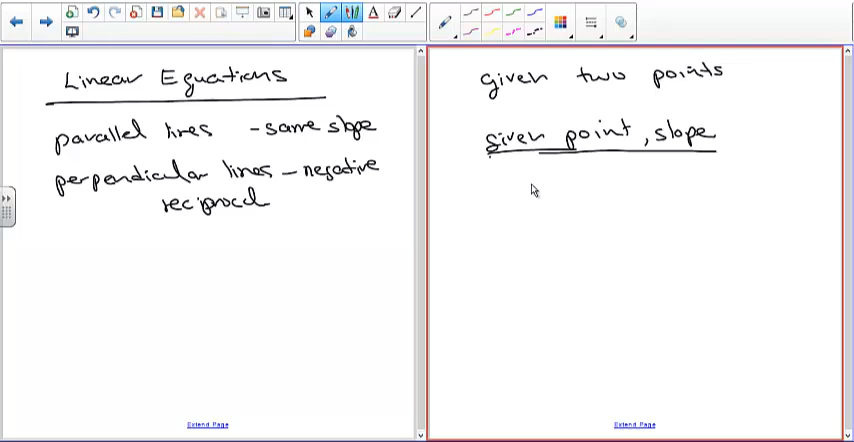 Linear Equations
parallel lines - same slope
perpendicular lines - negative
reciprocal
Extend Page
given two points
given point, slope
Extend Page